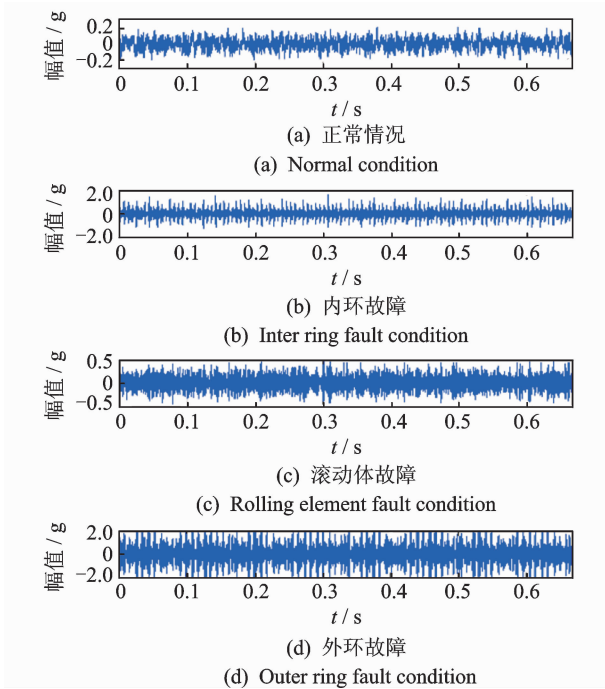 0.2
0
−0.2
幅值 / g
0 0.1 0.2 0.3 0.4 0.5 0.6
t / s
(a) 正常情况
(a) Normal condition
2.0
0
−2.0
幅值 / g
0 0.1 0.2 0.3 0.4 0.5 0.6
t / s
(b) 内环故障
(b) Inter ring fault condition
0.5
0
−0.5
幅值 / g
0 0.1 0.2 0.3 0.4 0.5 0.6
t / s
(c) 滚动体故障
(c) Rolling element fault condition
2.0
0
−2.0
幅值 / g
0 0.1 0.2 0.3 0.4 0.5 0.6
t / s
(d) 外环故障
(d) Outer ring fault condition